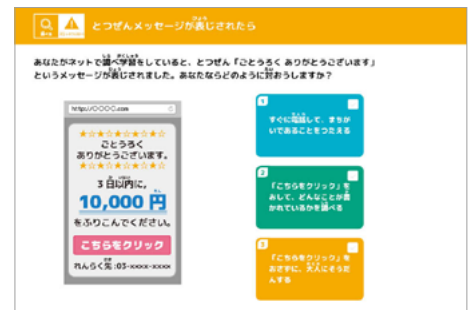 とつぜんメッセージが表じされたら
あなたがネットで調べ学習をしていると、とつぜん「ごとうろく ありがとうございます」
というメッセージが表じされました。あなたならどのように対おうしますか?
http://〇〇〇〇.com
★☆★☆★☆★☆★☆
ごとうろく
ありがとうございます。
★☆★☆★☆★☆★☆
3 日以内に、
10,000 円
をふりこんでください。
こちらをクリック
れんらく先:03-xxxx-xxxx
1
すぐに電話して、まちが
いであることをつたえる
2
「こちらをクリック」を
おして、どんなことが書
かれているかを調べる
3
「こちらをクリック」を
おさずに、大人にそうだ
んする